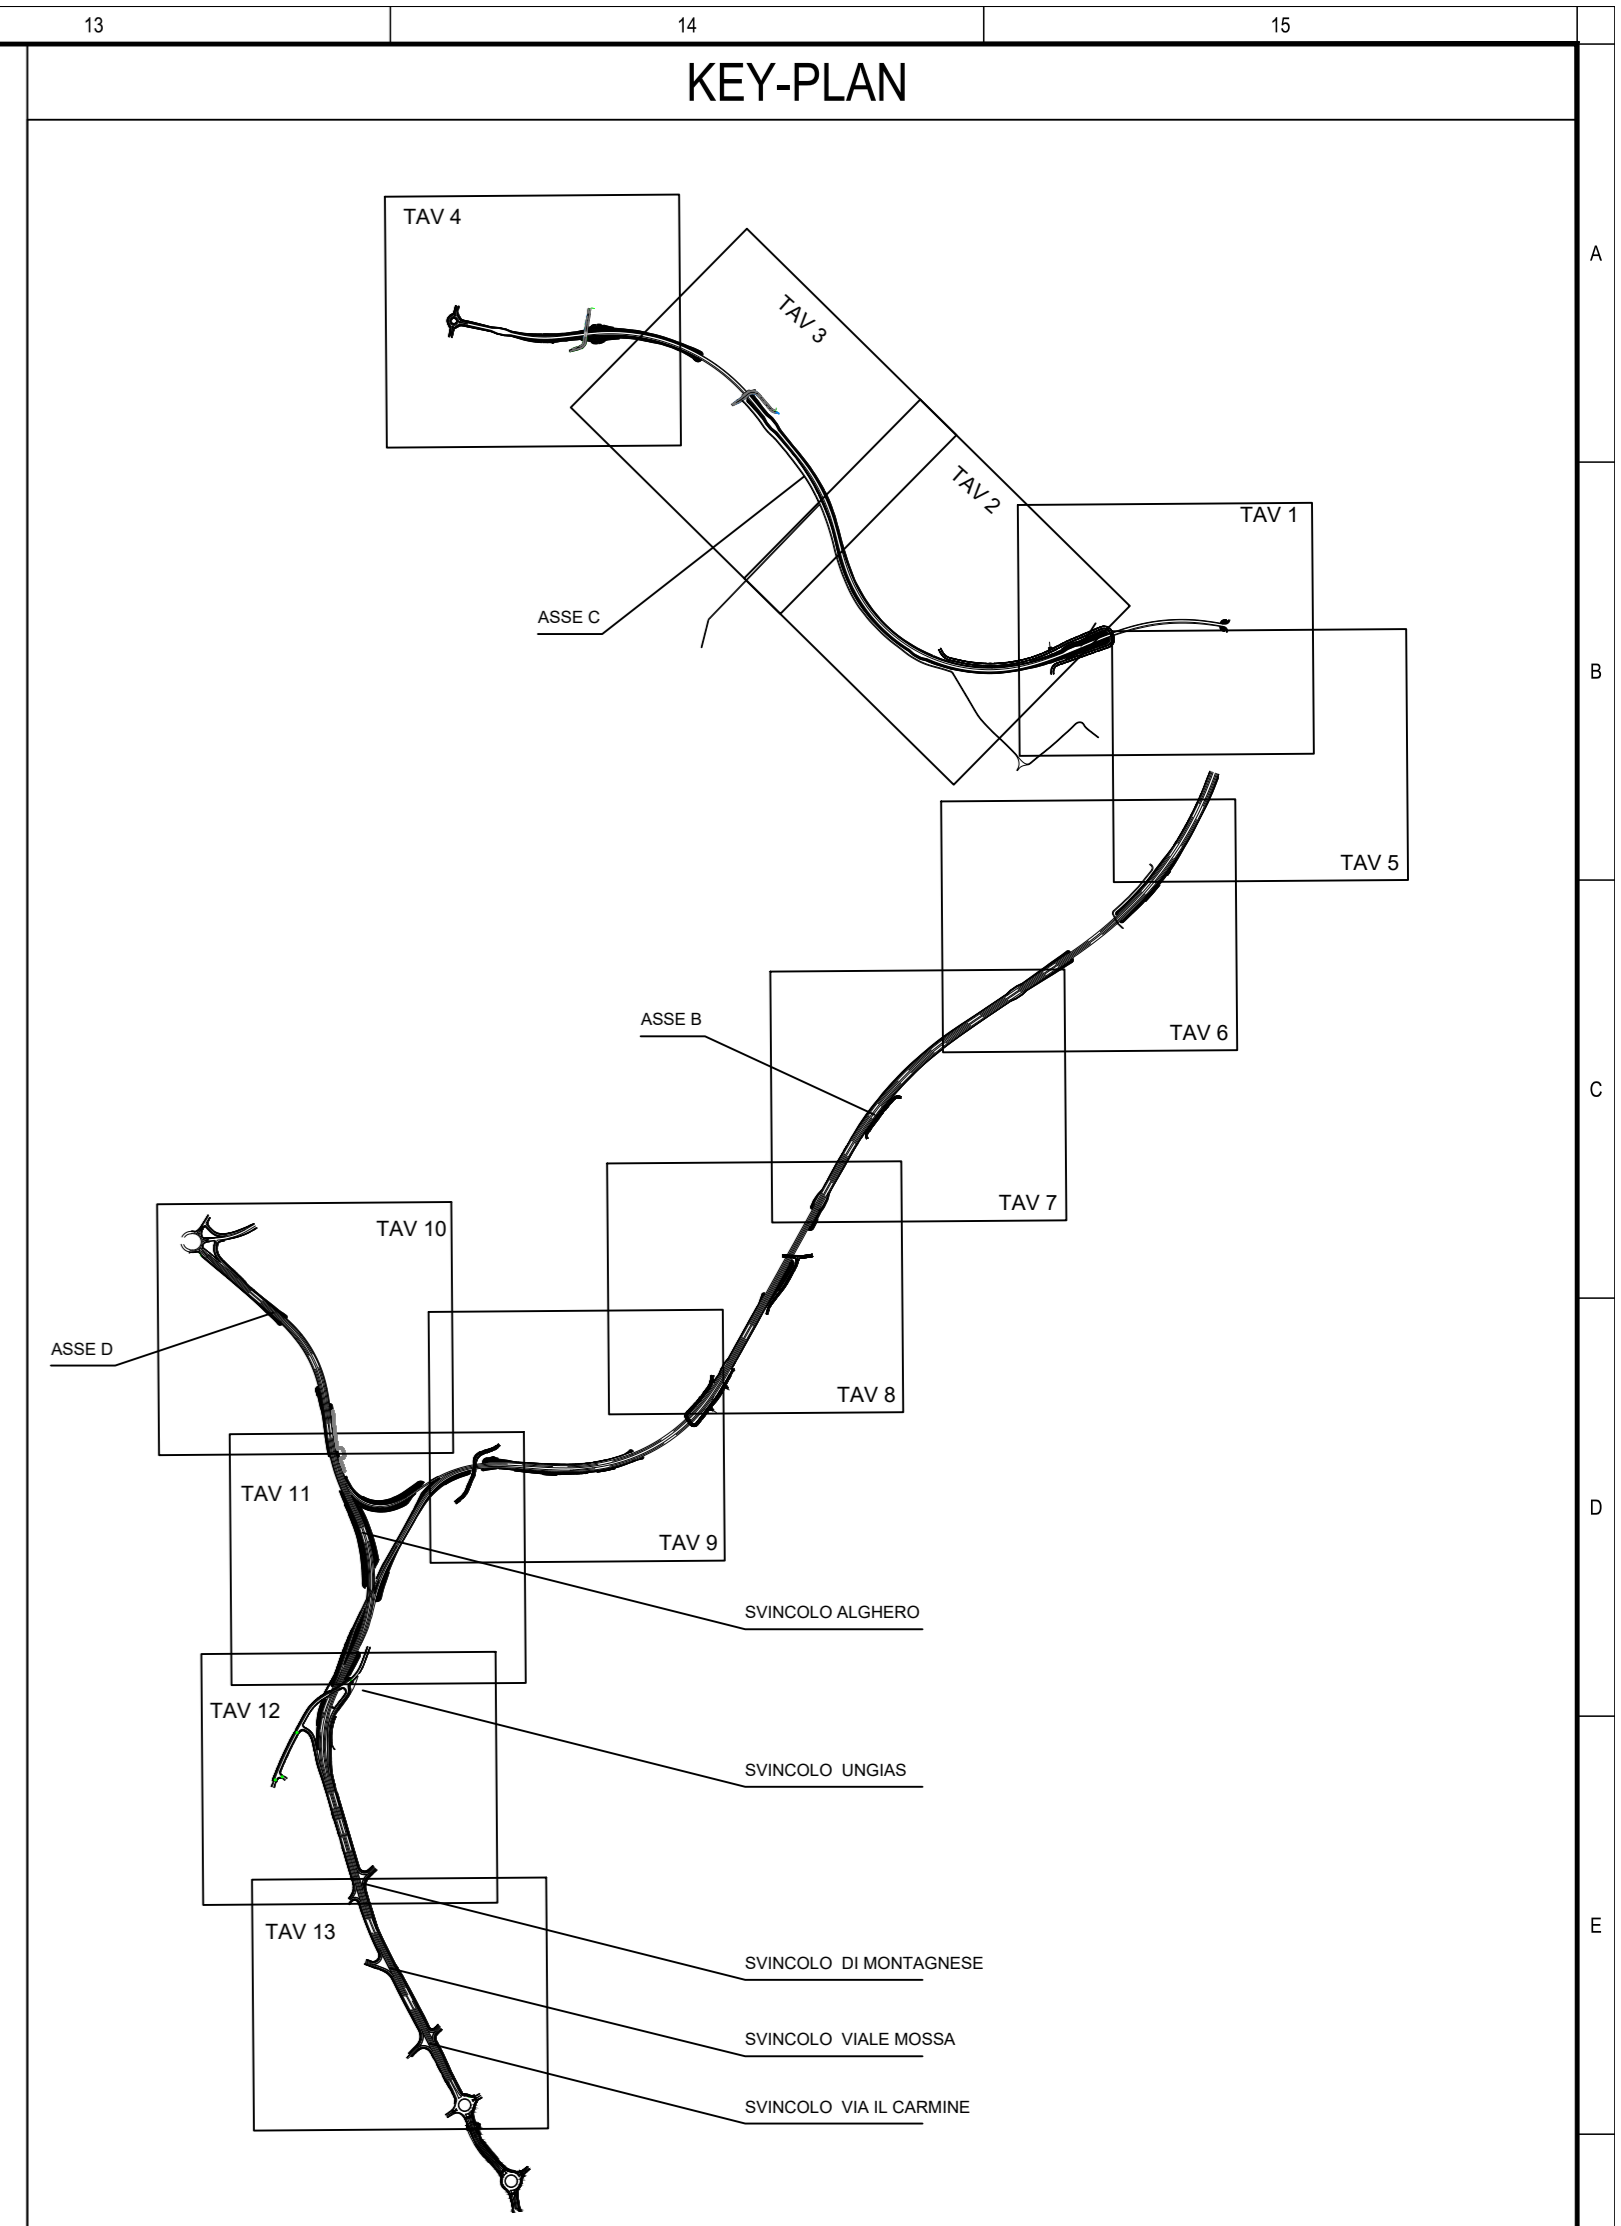 13 14 15
KEY-PLAN
TAV 4
A
TAV 3
TAV 2
TAV 1
ASSE C
B
TAV 5
ASSE B
TAV 6
C
TAV 7
TAV 10
ASSE D
TAV 8
TAV 11
D
TAV 9
SVINCOLO ALGHERO
TAV 12
SVINCOLO UNGIAS
E
TAV 13
SVINCOLO DI MONTAGNESE
SVINCOLO VIALE MOSSA
SVINCOLO VIA IL CARMINE